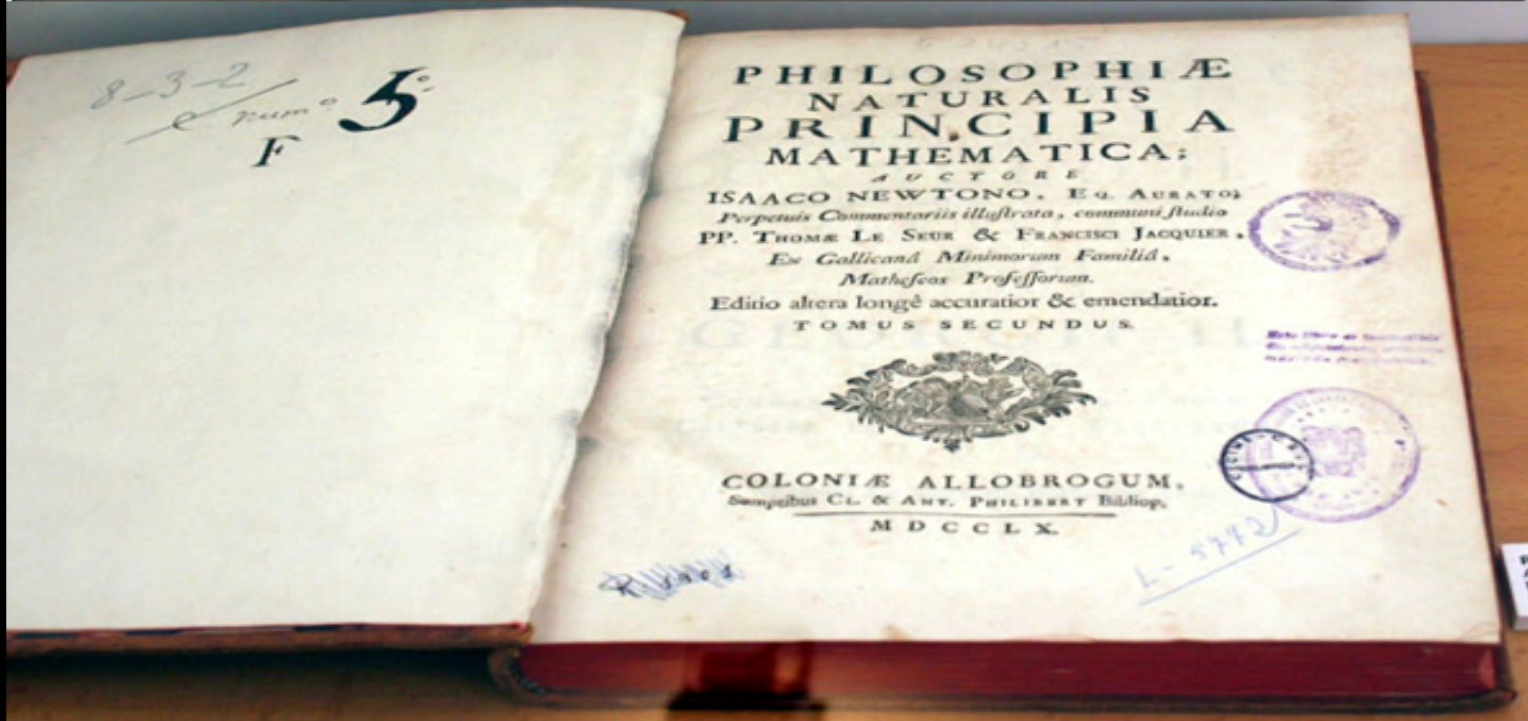 8-3-2
num° 5°
F
PHILOSOPHIÆ
NATURALIS
PRINCIPIA
MATHEMATICA;
AUCTORE
ISAACO NEWTONO, EQ. AURATO;
Perpetuis Commentariis illuſtrata, communi ſtudio
PP. THOMÆ LE SEUR & FRANCISCI JACQUIER,
Ex Gallicanâ Minimorum Familiâ,
Matheſeos Profeſſorum.
Editio altera longè accuratior & emendatior.
TOMUS SECUNDUS.
COLONIÆ ALLOBROGUM,
Sumptibus CL. & ANT. PHILIBERT Bibliop.
MDCCLX.
L-5772